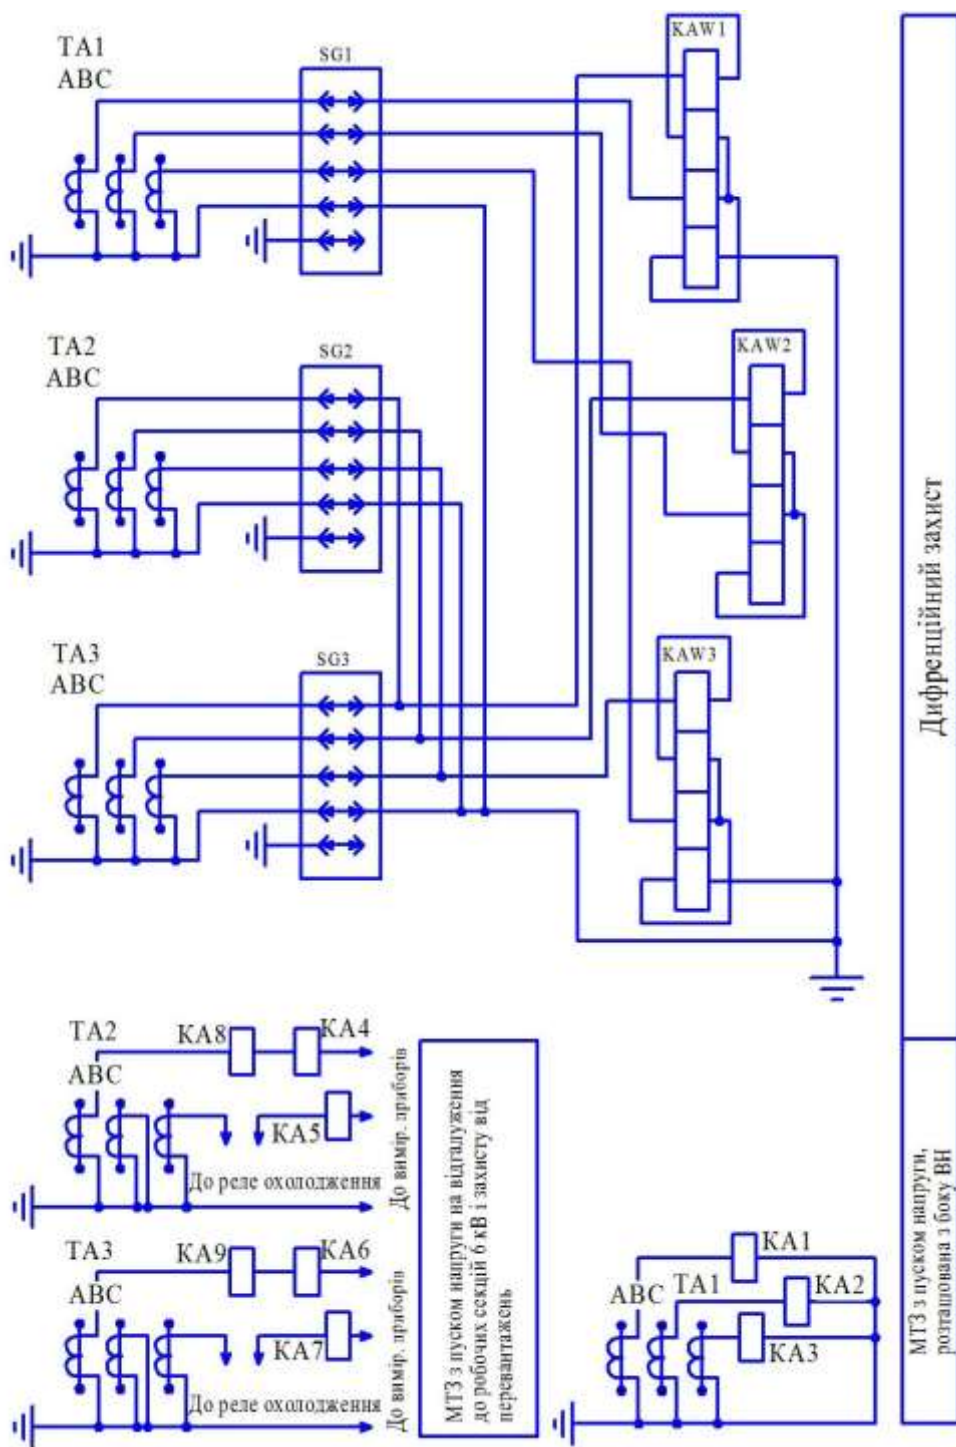 TA1
ABC
SG1
KAW1
TA2
ABC
SG2
KAW2
TA3
ABC
SG3
KAW3
Дифренційний захист
TA2
ABC
KA8
KA4
KA5
До реле охолодження
До вимір. приборів
TA3
ABC
KA9
KA6
KA7
До реле охолодження
До вимір. приборів
МТЗ з пуском напруги на відгалуження
до робочих секцій 6 кВ і захисту від
перевантажень
ABC
TA1
KA1
KA2
KA3
МТЗ з пуском напруги,
розташована з боку ВН